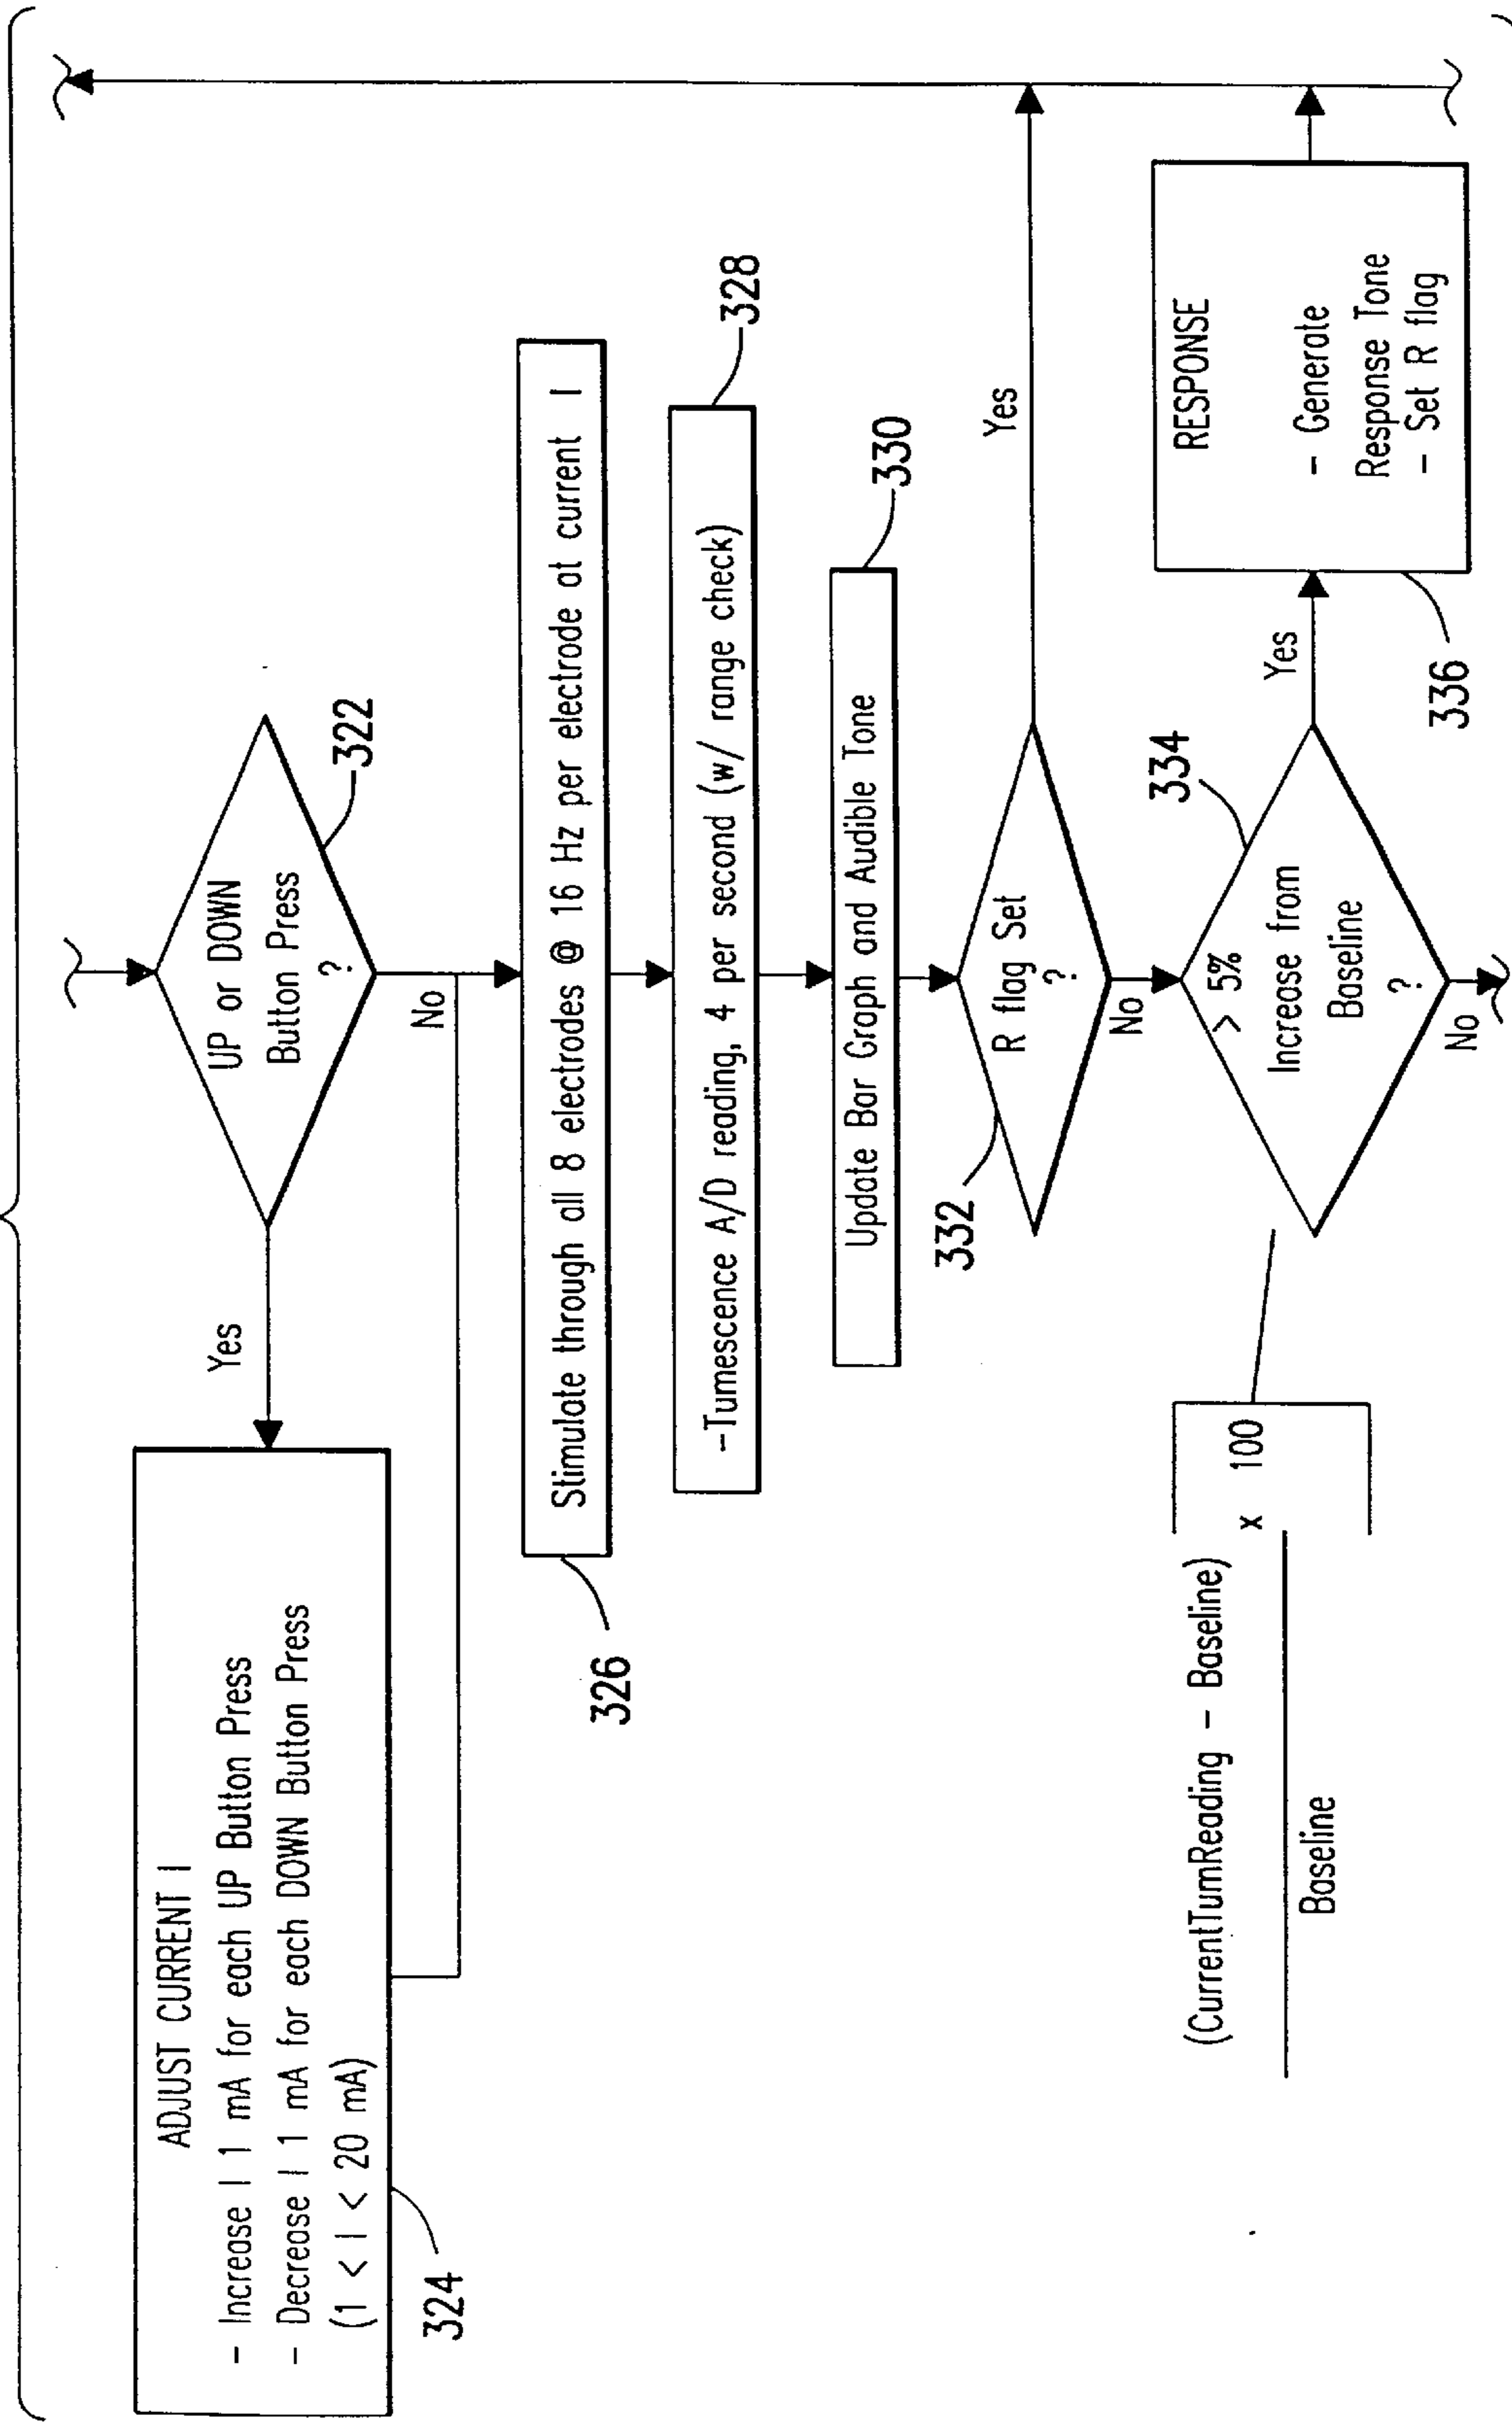 UP or DOWN
Button Press
?
322
Yes
No
ADJUST CURRENT I
- Increase I 1 mA for each UP Button Press
- Decrease I 1 mA for each DOWN Button Press
(1 < I < 20 mA)
324
Stimulate through all 8 electrodes @ 16 Hz per electrode at current I
326
-Tumescence A/D reading, 4 per second (w/ range check)
328
Update Bar Graph and Audible Tone
330
R flag Set
?
332
Yes
No
> 5%
Increase from
Baseline
?
334
Yes
No
(CurrentTumReading - Baseline)
x 100
Baseline
RESPONSE
- Generate
Response Tone
- Set R flag
336